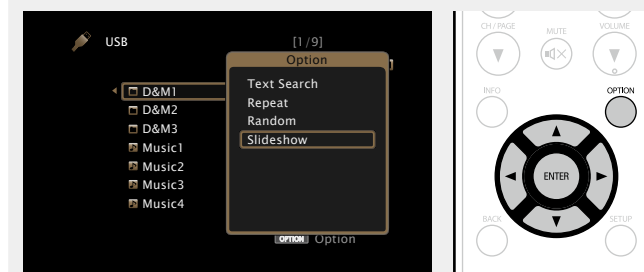 USB
[1/9]
Option
D&M1
D&M2
D&M3
Music1
Music2
Music3
Music4
Text Search
Repeat
Random
Slideshow
OPTION Option
CH / PAGE
MUTE
VOLUME
INFO
OPTION
ENTER
BACK
SETUP